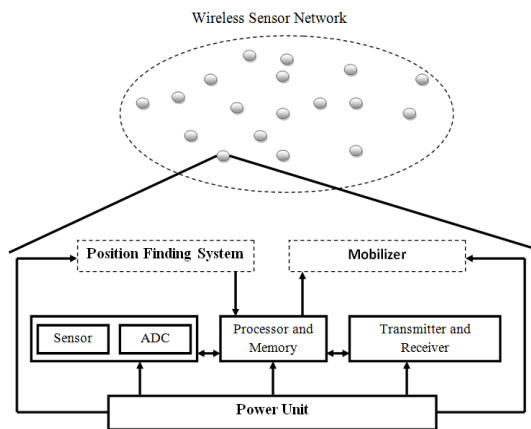 Wireless Sensor Network
Position Finding System
Mobilizer
Sensor
ADC
Processor and
Memory
Transmitter and
Receiver
Power Unit